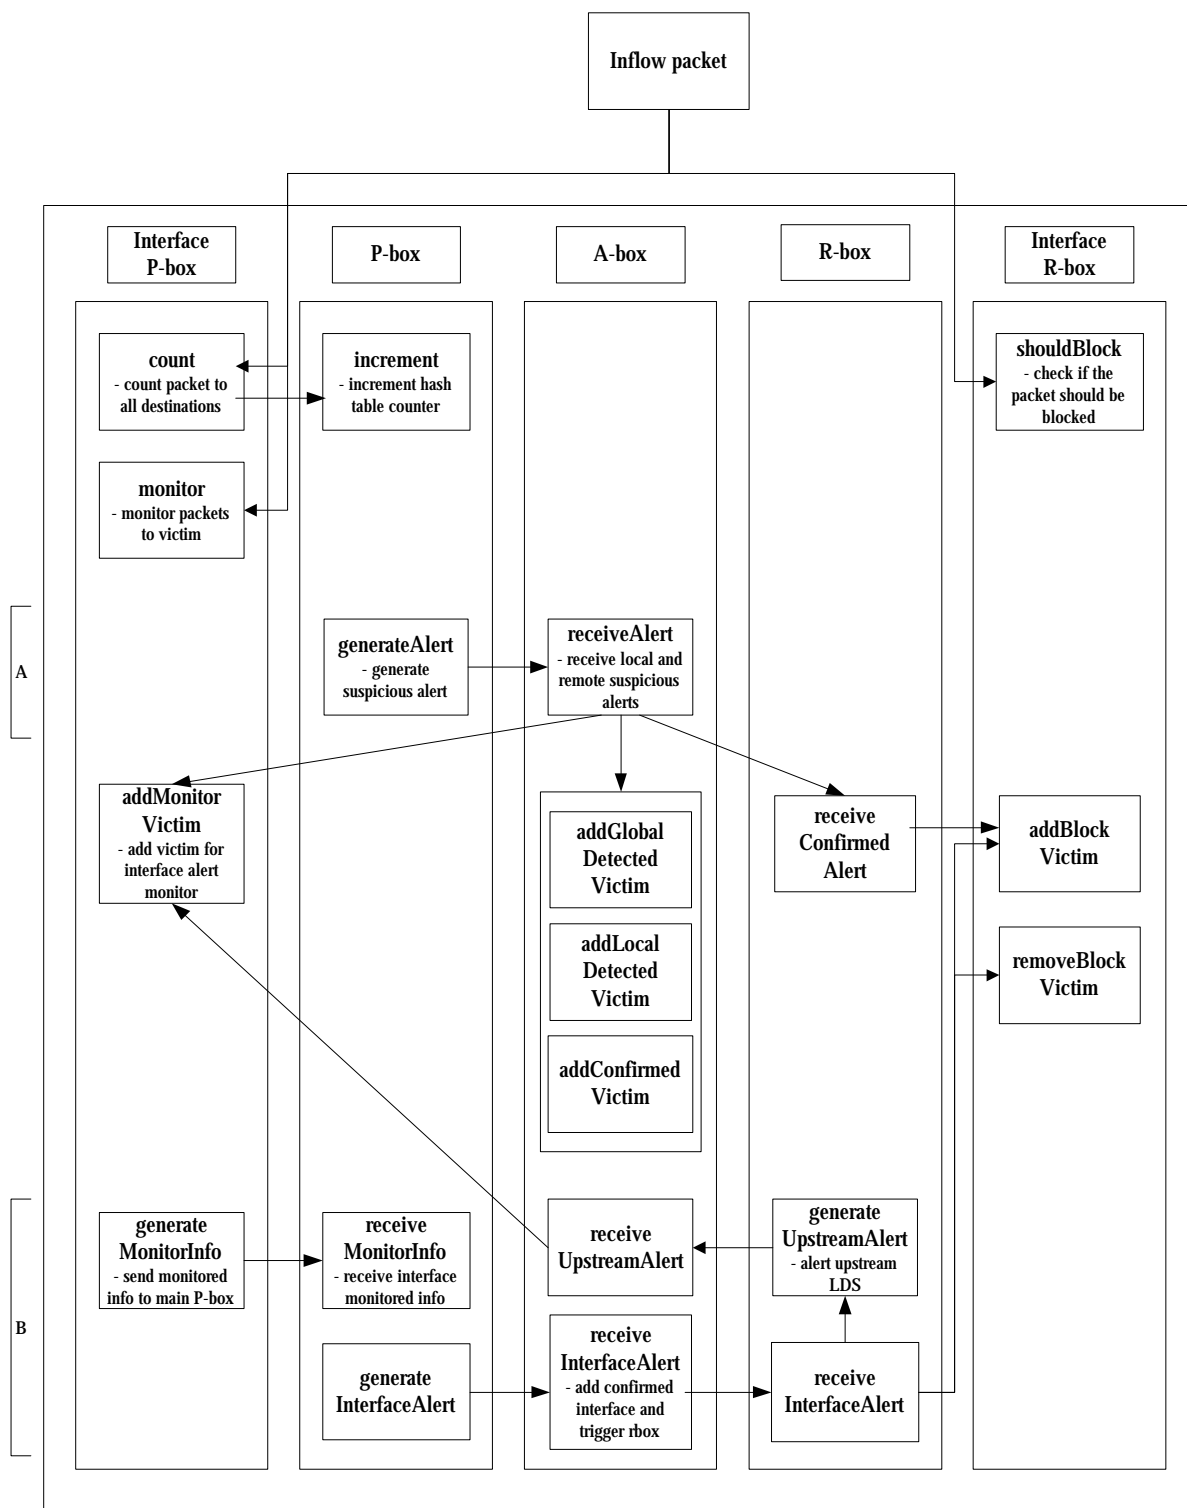 Inflow packet
Interface
P-box
P-box
A-box
R-box
Interface
R-box
count
- count packet to
all destinations
increment
- increment hash
table counter
shouldBlock
- check if the
packet should be
blocked
monitor
- monitor packets
to victim
A
generateAlert
- generate
suspicious alert
receiveAlert
- receive local and
remote suspicious
alerts
addMonitor
Victim
- add victim for
interface alert
monitor
addGlobal
Detected
Victim
receive
Confirmed
Alert
addBlock
Victim
addLocal
Detected
Victim
removeBlock
Victim
addConfirmed
Victim
B
generate
MonitorInfo
- send monitored
info to main P-box
receive
MonitorInfo
- receive interface
monitored info
receive
UpstreamAlert
generate
UpstreamAlert
- alert upstream
LDS
generate
InterfaceAlert
receive
InterfaceAlert
- add confirmed
interface and
trigger rbox
receive
InterfaceAlert